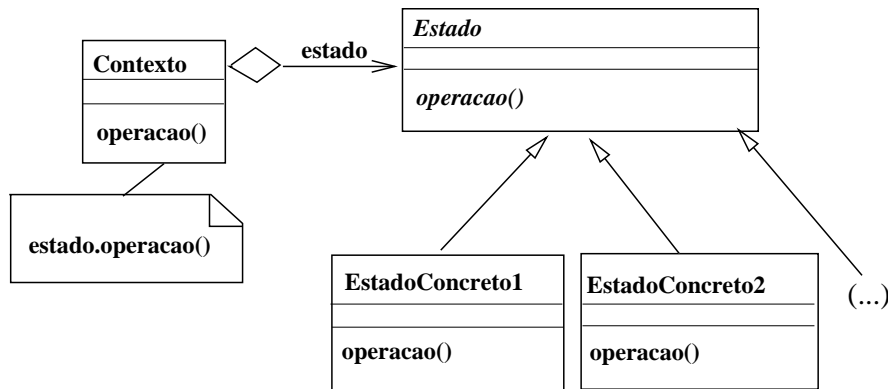 Estado
Contexto
estado
operacao()
operacao()
estado.operacao()
EstadoConcreto1
EstadoConcreto2
(...)
operacao()
operacao()